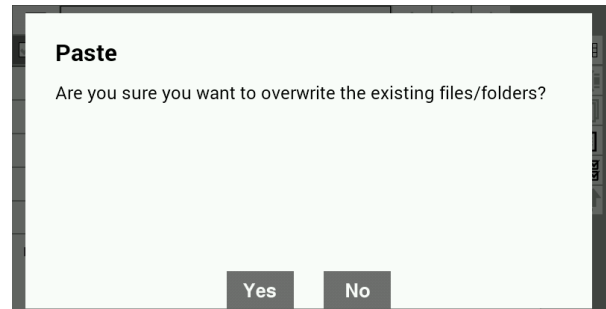 Paste
Are you sure you want to overwrite the existing files/folders?
Yes
No